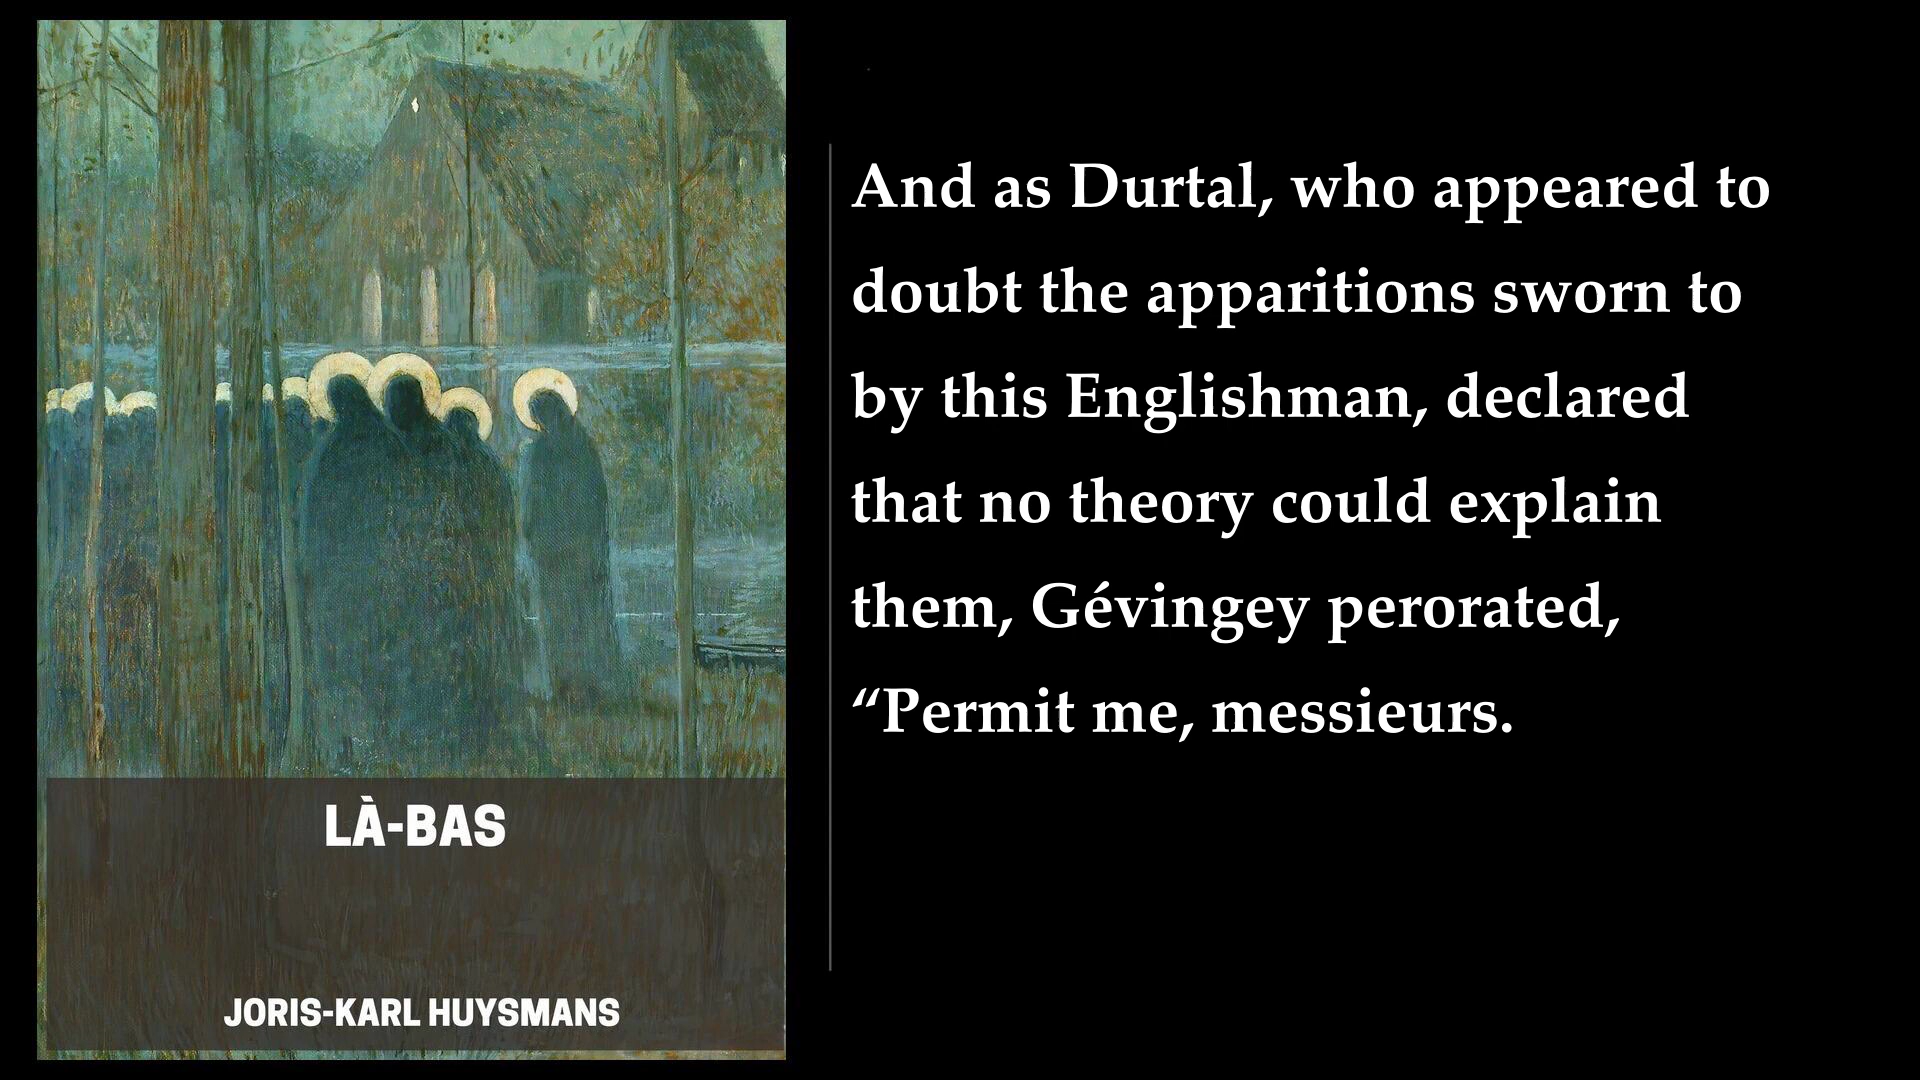 LÀ-BAS
JORIS-KARL HUYSMANS
And as Durtal, who appeared to
doubt the apparitions sworn to
by this Englishman, declared
that no theory could explain
them, Gévingey perorated,
“Permit me, messieurs.